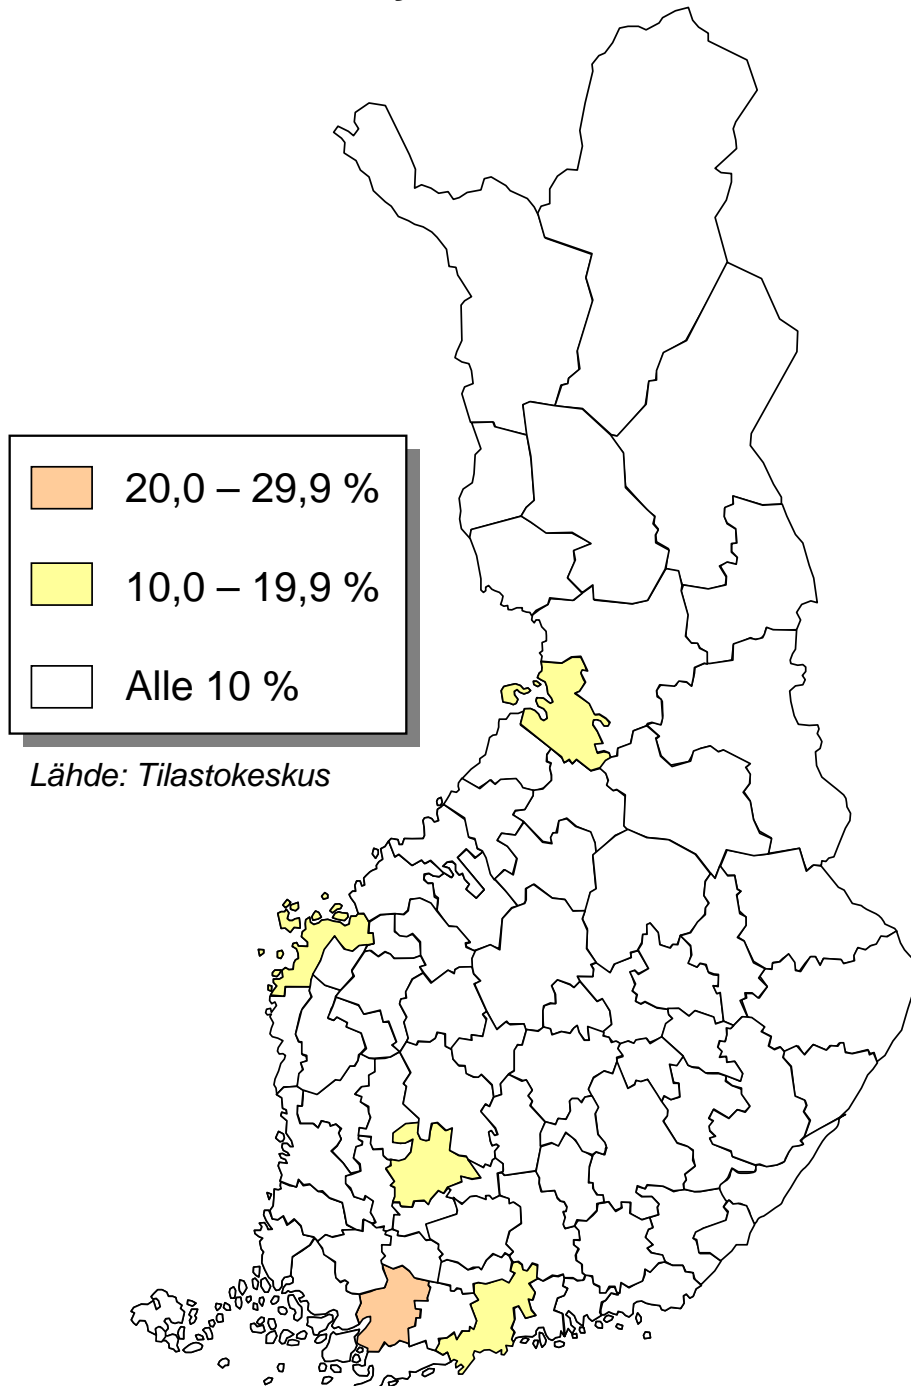 20,0 – 29,9 %
10,0 – 19,9 %
Alle 10 %
Lähde: Tilastokeskus